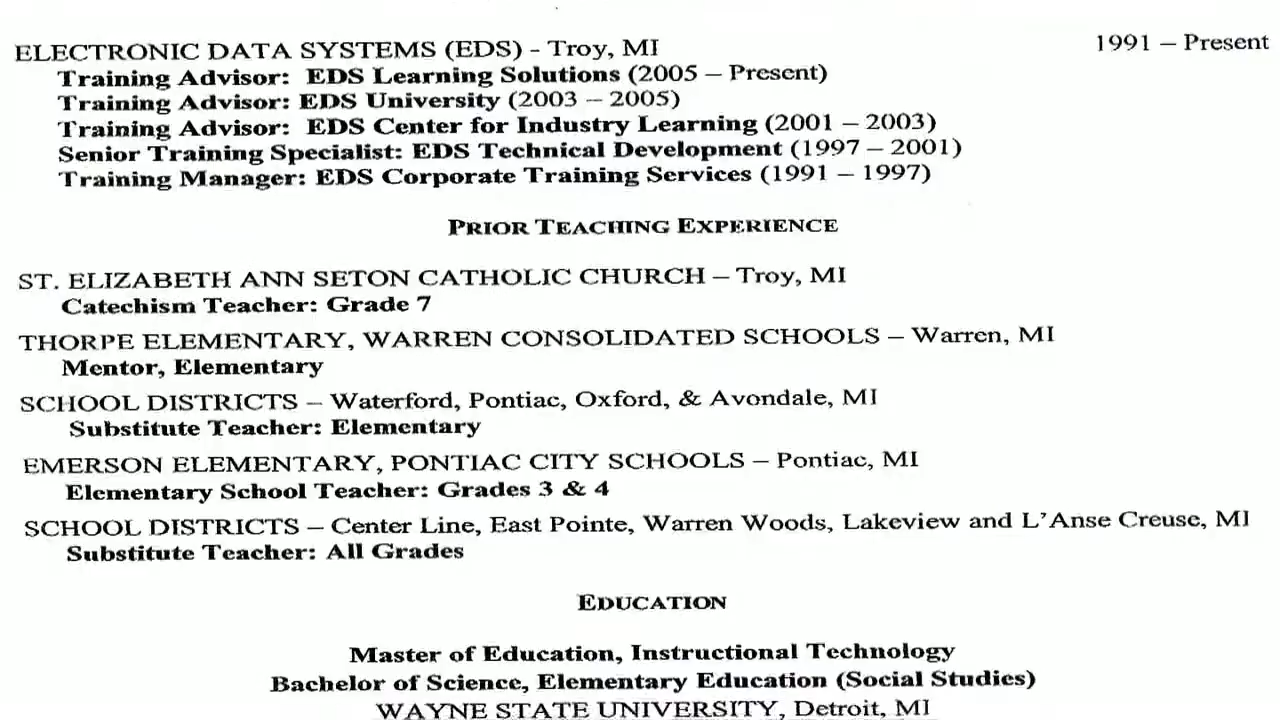 ELECTRONIC DATA SYSTEMS (EDS) - Troy, MI 1991 – Present
Training Advisor: EDS Learning Solutions (2005 – Present)
Training Advisor: EDS University (2003 – 2005)
Training Advisor: EDS Center for Industry Learning (2001 – 2003)
Senior Training Specialist: EDS Technical Development (1997 – 2001)
Training Manager: EDS Corporate Training Services (1991 – 1997)
PRIOR TEACHING EXPERIENCE
ST. ELIZABETH ANN SETON CATHOLIC CHURCH – Troy, MI
Catechism Teacher: Grade 7
THORPE ELEMENTARY, WARREN CONSOLIDATED SCHOOLS – Warren, MI
Mentor, Elementary
SCHOOL DISTRICTS – Waterford, Pontiac, Oxford, & Avondale, MI
Substitute Teacher: Elementary
EMERSON ELEMENTARY, PONTIAC CITY SCHOOLS – Pontiac, MI
Elementary School Teacher: Grades 3 & 4
SCHOOL DISTRICTS – Center Line, East Pointe, Warren Woods, Lakeview and L'Anse Creuse, MI
Substitute Teacher: All Grades
EDUCATION
Master of Education, Instructional Technology
Bachelor of Science, Elementary Education (Social Studies)
WAYNE STATE UNIVERSITY, Detroit, MI